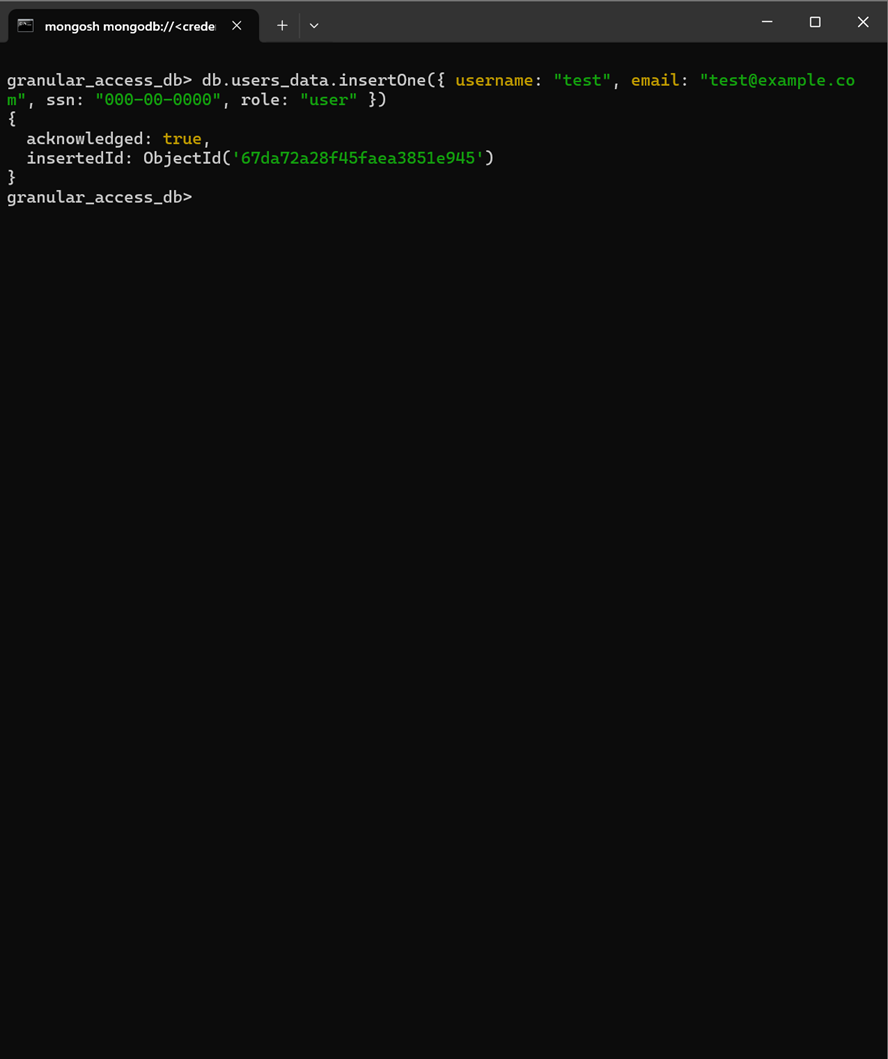 mongosh mongodb://<crede
granular_access_db> db.users_data.insertOne({ username: "test", email: "test@example.co
m", ssn: "000-00-0000", role: "user" })
{
  acknowledged: true,
  insertedId: ObjectId('67da72a28f45faea3851e945')
}
granular_access_db>